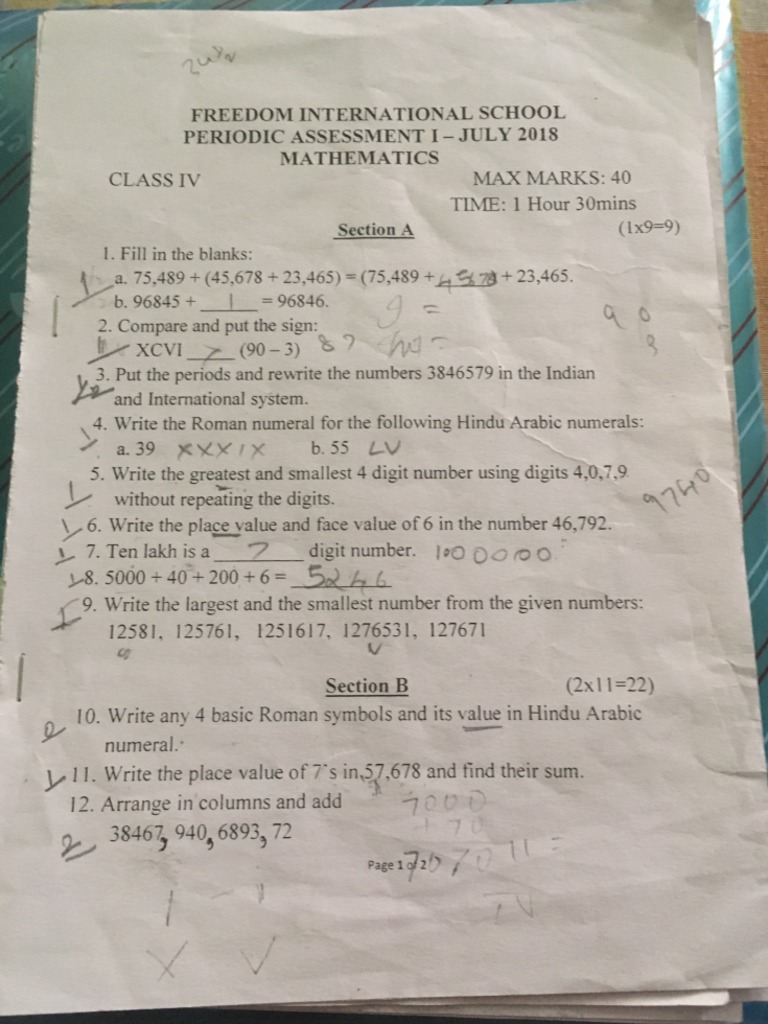 FREEDOM INTERNATIONAL SCHOOL
PERIODIC ASSESSMENT I – JULY 2018
MATHEMATICS
CLASS IV MAX MARKS: 40
TIME: 1 Hour 30mins
Section A (1x9=9)
1. Fill in the blanks:
a. 75,489 + (45,678 + 23,465) = (75,489 + 45678 + 23,465.
b. 96845 + 1 = 96846.
2. Compare and put the sign:
XCVI > (90 – 3) 87
3. Put the periods and rewrite the numbers 3846579 in the Indian
and International system.
4. Write the Roman numeral for the following Hindu Arabic numerals:
a. 39 XXXIX b. 55 LV
5. Write the greatest and smallest 4 digit number using digits 4,0,7,9
without repeating the digits. 9740
6. Write the place value and face value of 6 in the number 46,792.
7. Ten lakh is a 7 digit number. 1000000
8. 5000 + 40 + 200 + 6 = 5246
9. Write the largest and the smallest number from the given numbers:
12581, 125761, 1251617, 1276531, 127671
Section B (2x11=22)
10. Write any 4 basic Roman symbols and its value in Hindu Arabic
numeral.
11. Write the place value of 7's in 57,678 and find their sum.
12. Arrange in columns and add 7000
38467, 940, 6893, 72 + 70
Page 1 of 2 7070 11 =
IV
X V